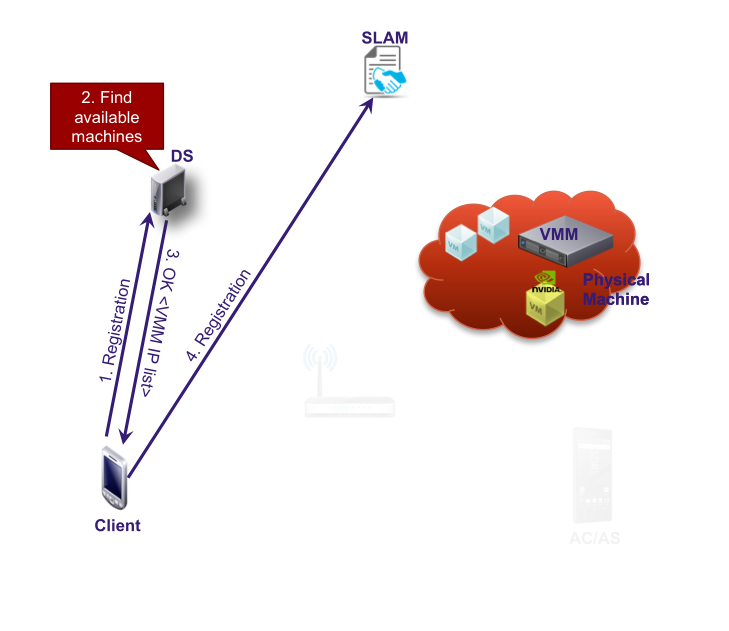 SLAM
2. Find
available
machines
DS
VM
VM
VMM
NVIDIA
VM
Physical
Machine
1. Registration
3. OK <VMM IP list>
4. Registration
Client
AC/AS